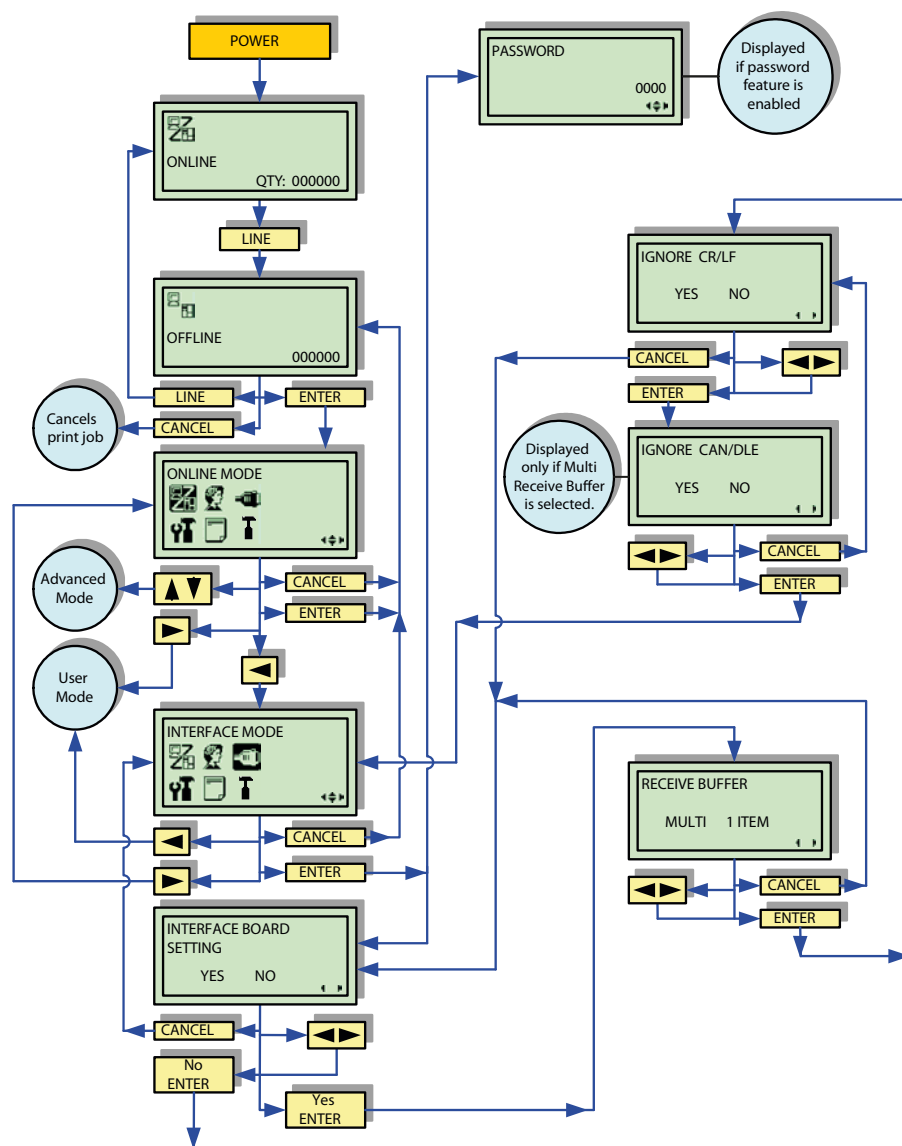 POWER
ONLINE
QTY: 000000
LINE
OFFLINE
000000
LINE
ENTER
CANCEL
Cancels
print job
ONLINE MODE
CANCEL
ENTER
Advanced
Mode
User
Mode
INTERFACE MODE
CANCEL
ENTER
INTERFACE BOARD
SETTING
YES NO
CANCEL
No
ENTER
Yes
ENTER
PASSWORD
0000
Displayed
if password
feature is
enabled
IGNORE CR/LF
YES NO
CANCEL
ENTER
Displayed
only if Multi
Receive Buffer
is selected.
IGNORE CAN/DLE
YES NO
CANCEL
ENTER
RECEIVE BUFFER
MULTI 1 ITEM
CANCEL
ENTER